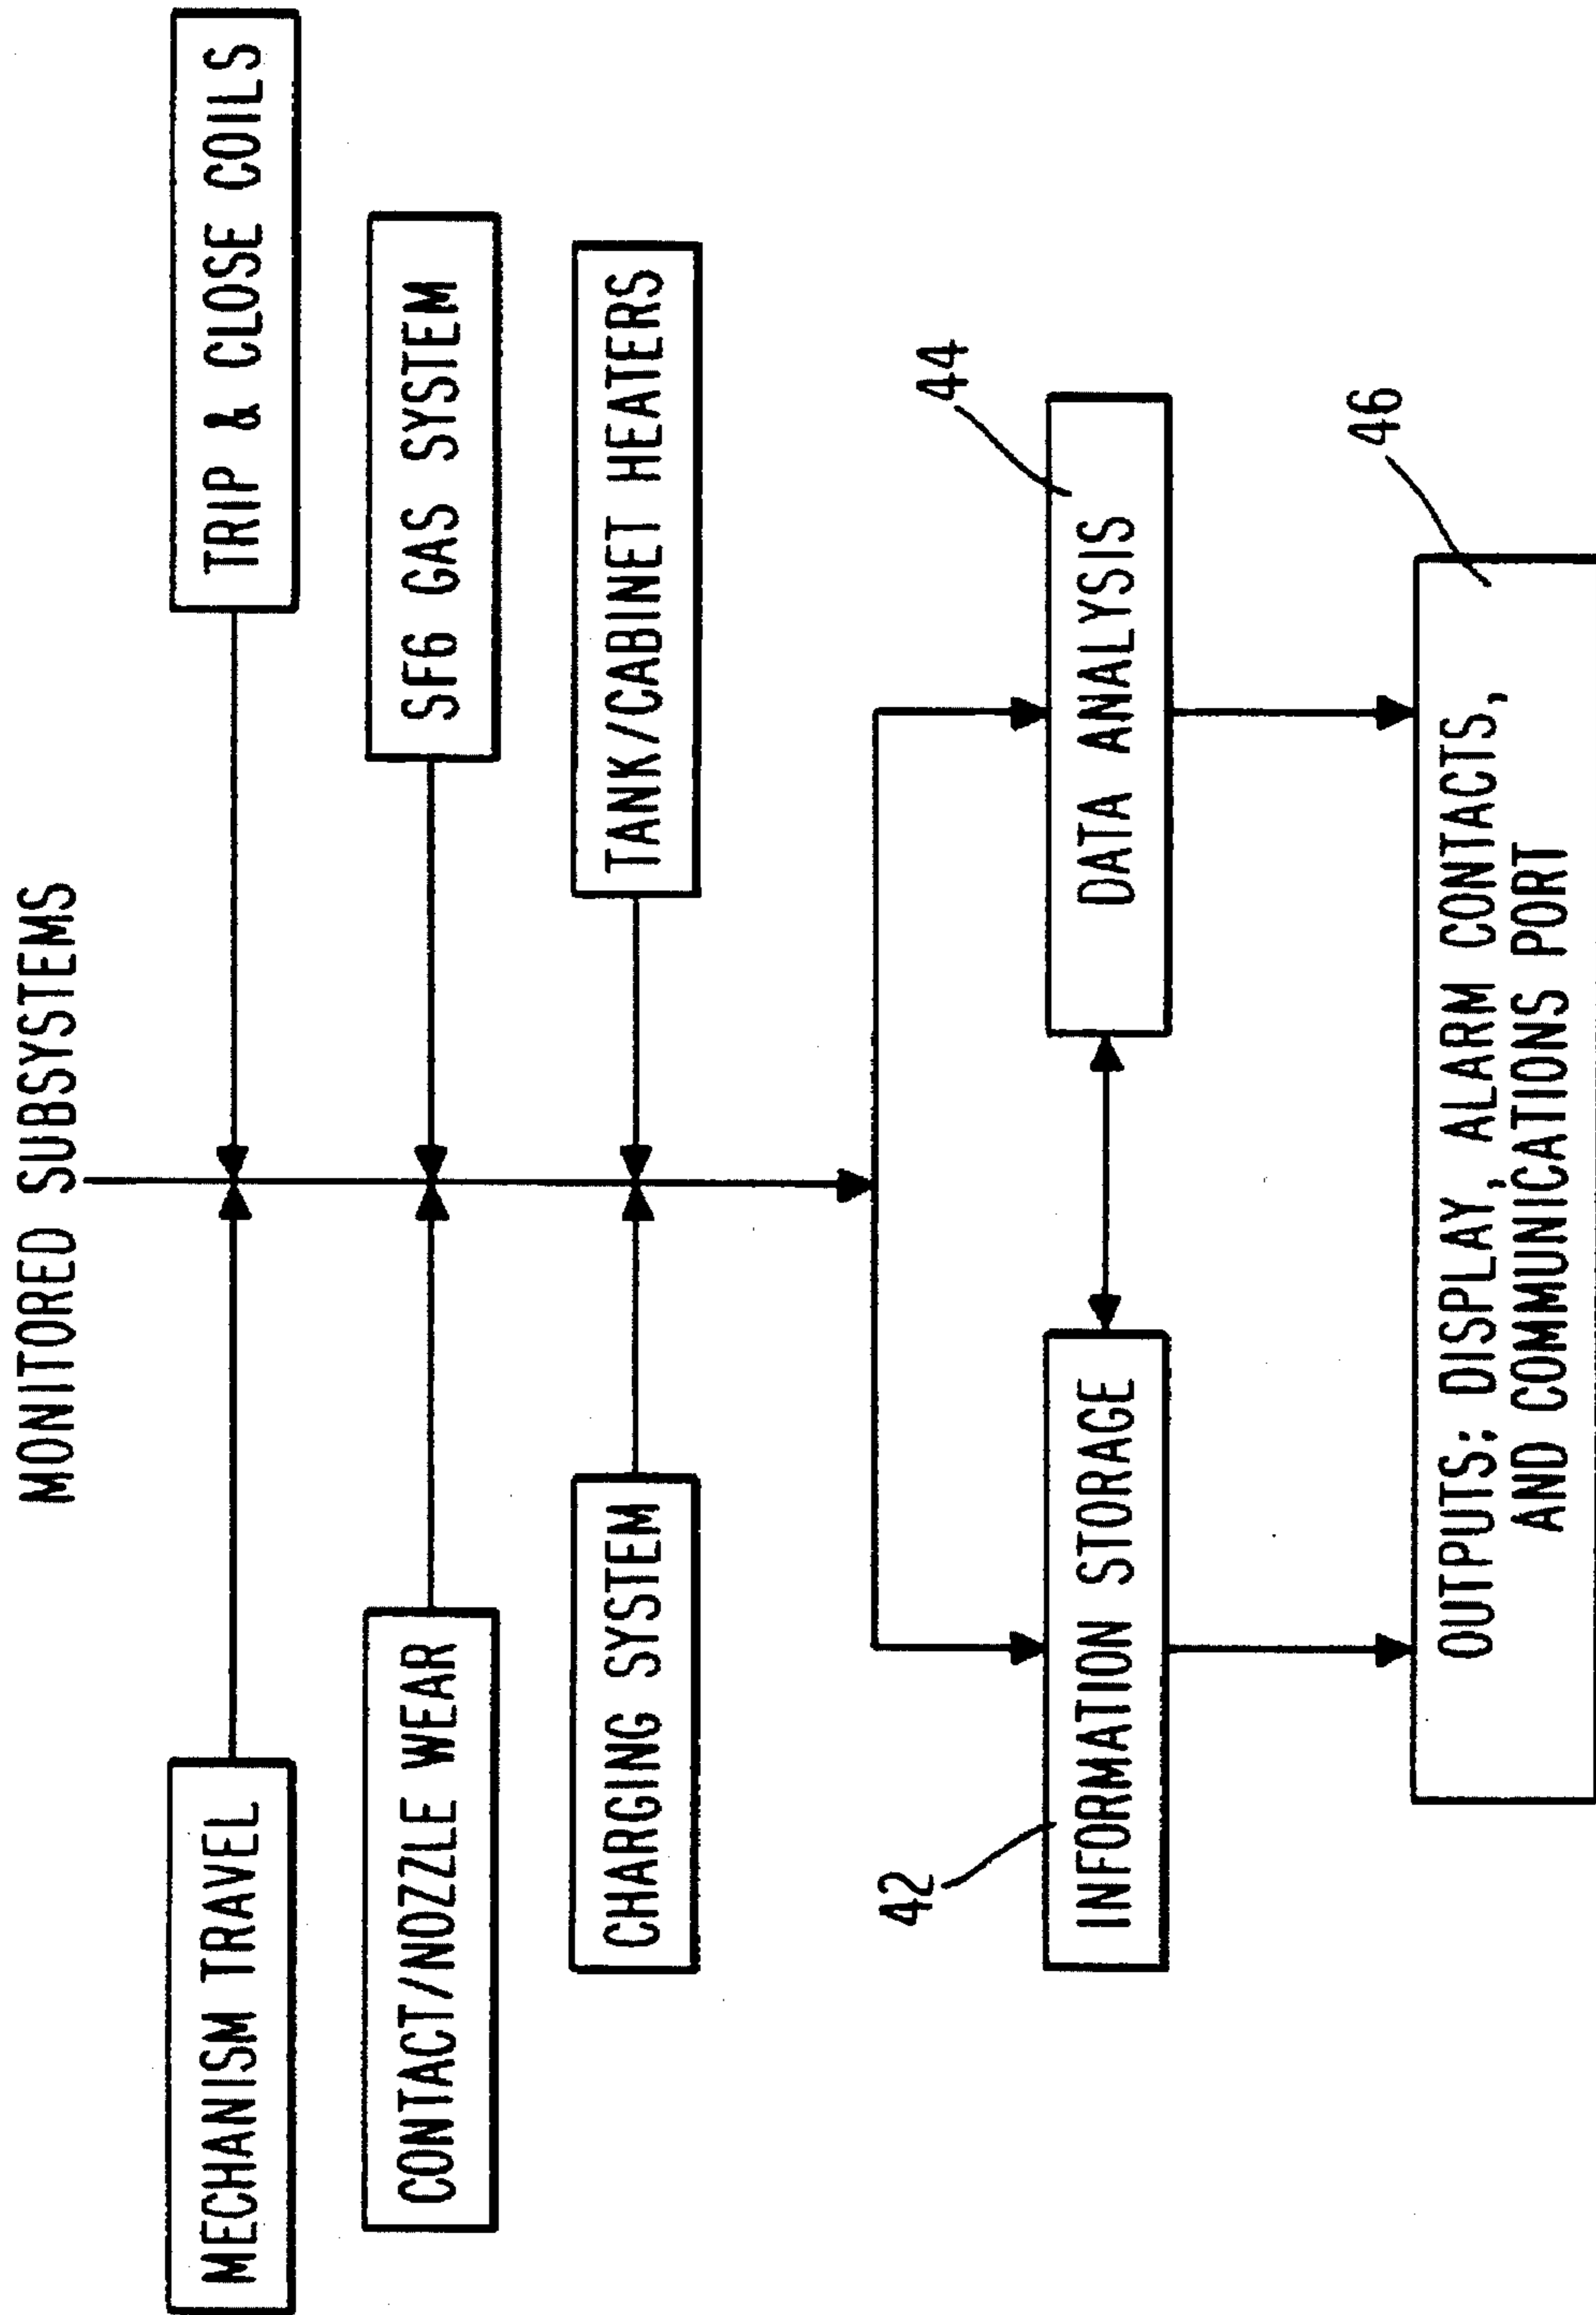 MONITORED SUBSYSTEMS
MECHANISM TRAVEL
TRIP & CLOSE COILS
CONTACT/NOZZLE WEAR
SF6 GAS SYSTEM
CHARGING SYSTEM
TANK/CABINET HEATERS
42
44
INFORMATION STORAGE
DATA ANALYSIS
46
OUTPUTS; DISPLAY, ALARM CONTACTS,
AND COMMUNICATIONS PORT